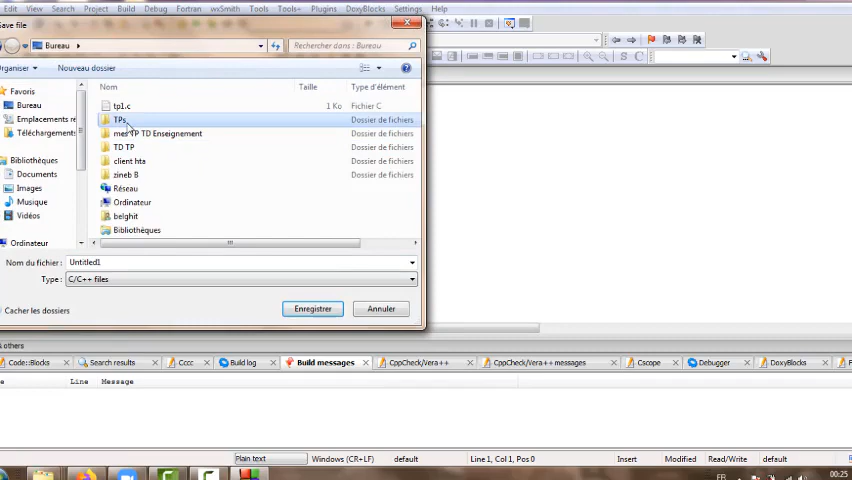 Edit View Search Project Build Debug Fortran wxSmith Tools Tools+ Plugins DoxyBlocks Settings
Save file
Bureau
Rechercher dans : Bureau
Organiser Nouveau dossier
Nom Taille Type d'élément
Favoris
Bureau
Emplacements ré
Téléchargements
Bibliothèques
Documents
Images
Musique
Vidéos
Ordinateur
tp1.c 1 Ko Fichier C
TPs Dossier de fichiers
mes TP TD Enseignement Dossier de fichiers
TD TP Dossier de fichiers
client hta Dossier de fichiers
zineb B Dossier de fichiers
Réseau
Ordinateur
belghit
Bibliothèques
Nom du fichier : Untitled1
Type : C/C++ files
Cacher les dossiers
Enregistrer Annuler
& others
Code::Blocks Search results Cccc Build log Build messages CppCheck/Vera++ CppCheck/Vera++ messages Cscope Debugger DoxyBlocks
Line Message
Plain text Windows (CR+LF) default Line 1, Col 1, Pos 0 Insert Modified Read/Write default
FR 00:25